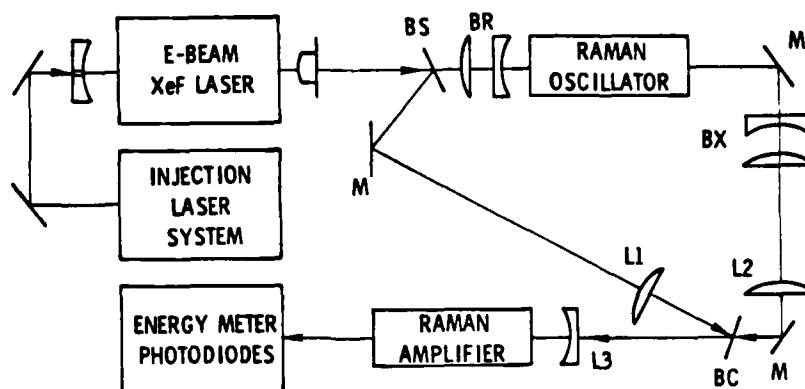 BS
BR
M
E-BEAM
XeF LASER
RAMAN
OSCILLATOR
BX
M
INJECTION
LASER
SYSTEM
L1
L2
ENERGY METER
PHOTODIODES
RAMAN
AMPLIFIER
L3
BC
M